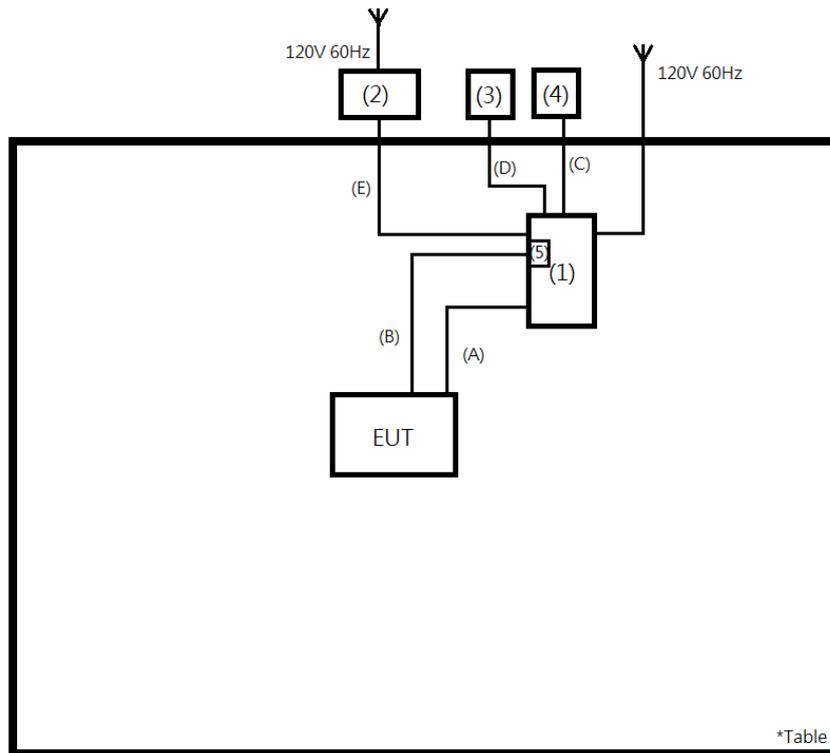 120V 60Hz
120V 60Hz
(2)
(3)
(4)
(E)
(D)
(C)
(5)
(1)
(B)
(A)
EUT
*Table